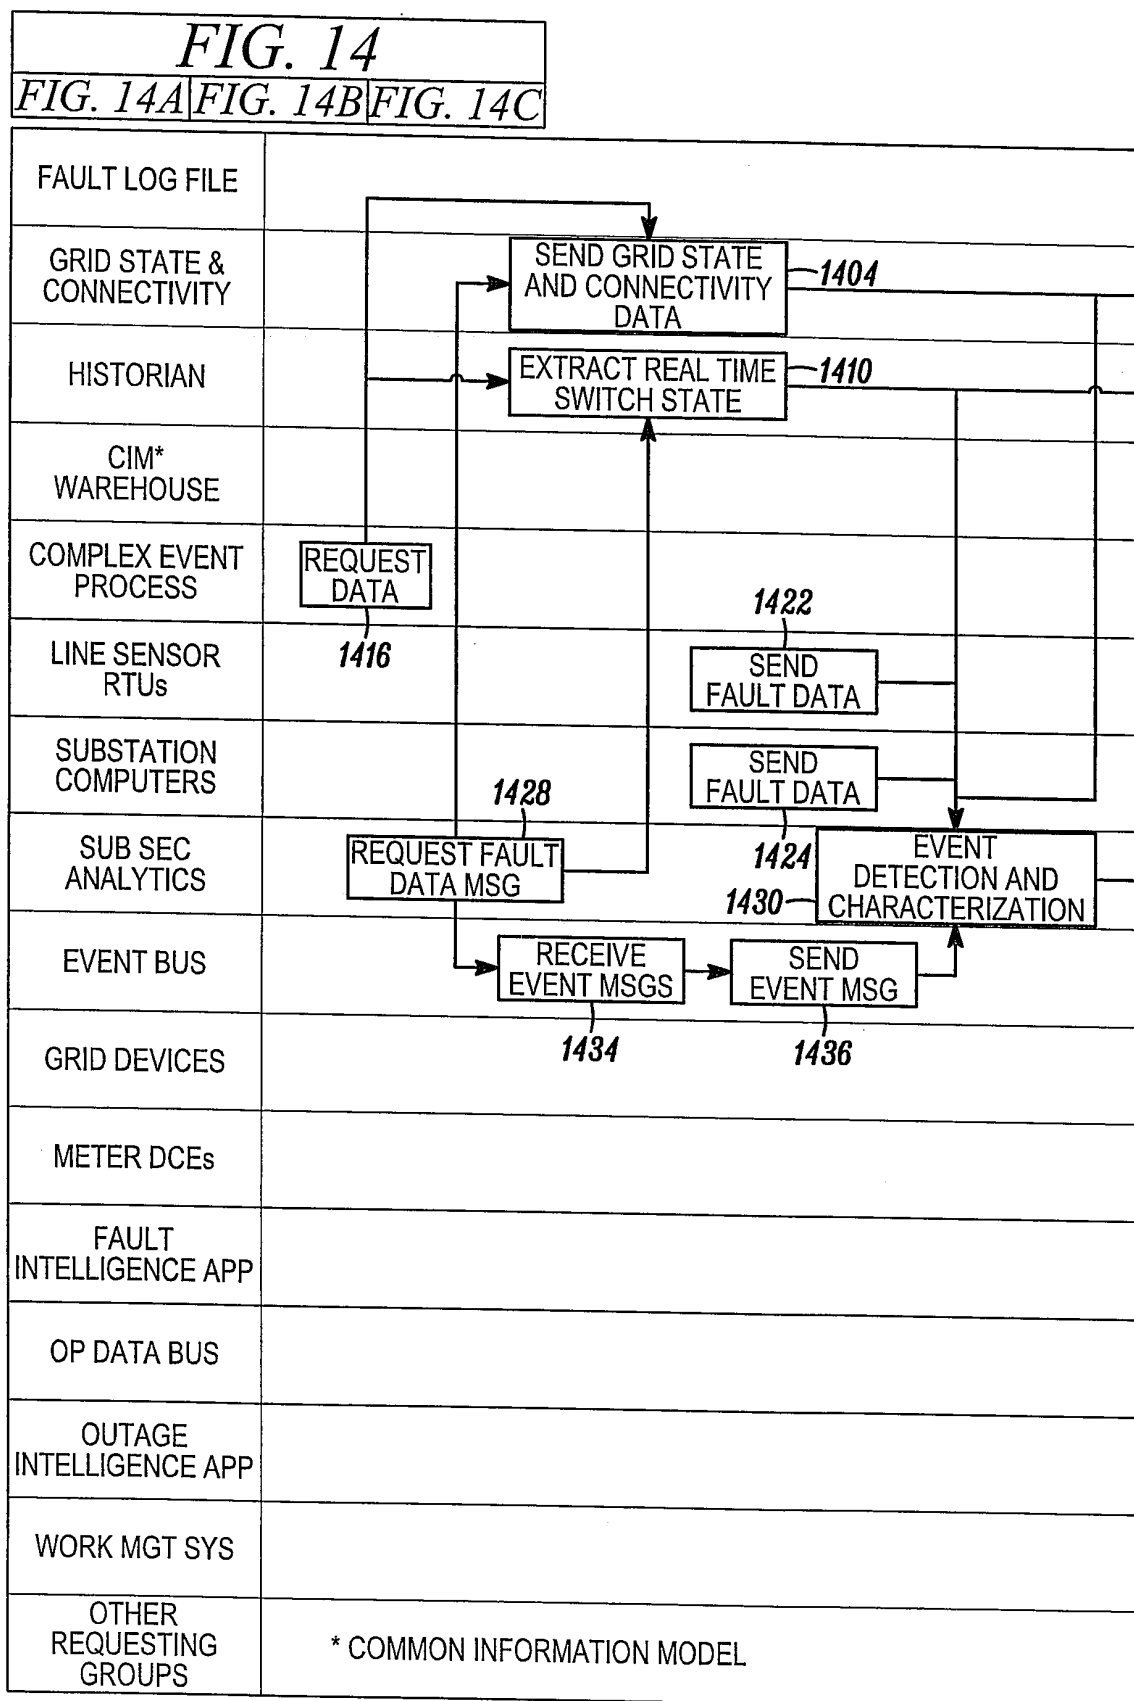 FIG. 14
FIG. 14A FIG. 14B FIG. 14C
FAULT LOG FILE
GRID STATE &
CONNECTIVITY
SEND GRID STATE
AND CONNECTIVITY
DATA
1404
HISTORIAN
EXTRACT REAL TIME
SWITCH STATE
1410
CIM*
WAREHOUSE
COMPLEX EVENT
PROCESS
REQUEST
DATA
1416
LINE SENSOR
RTUs
1422
SEND
FAULT DATA
SUBSTATION
COMPUTERS
SEND
FAULT DATA
1424
SUB SEC
ANALYTICS
1428
REQUEST FAULT
DATA MSG
1430
EVENT
DETECTION AND
CHARACTERIZATION
EVENT BUS
RECEIVE
EVENT MSGS
1434
SEND
EVENT MSG
1436
GRID DEVICES
METER DCEs
FAULT
INTELLIGENCE APP
OP DATA BUS
OUTAGE
INTELLIGENCE APP
WORK MGT SYS
OTHER
REQUESTING
GROUPS
* COMMON INFORMATION MODEL